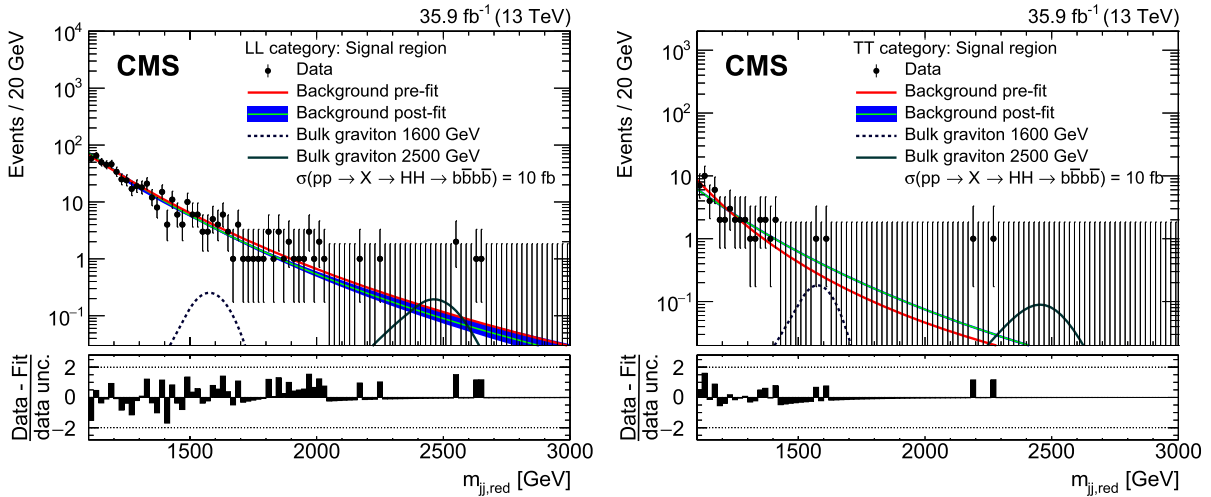 35.9 fb⁻¹ (13 TeV)
CMS
LL category: Signal region
Data
Background pre-fit
Background post-fit
Bulk graviton 1600 GeV
Bulk graviton 2500 GeV
σ(pp → X → HH → bb̅bb̅) = 10 fb
Events / 20 GeV
10⁴
10³
10²
10
1
10⁻¹
Data - Fit
data unc.
2
0
−2
1500 2000 2500 3000
m_jj,red [GeV]
35.9 fb⁻¹ (13 TeV)
CMS
TT category: Signal region
Data
Background pre-fit
Background post-fit
Bulk graviton 1600 GeV
Bulk graviton 2500 GeV
σ(pp → X → HH → bb̅bb̅) = 10 fb
Events / 20 GeV
10³
10²
10
1
10⁻¹
Data - Fit
data unc.
2
0
−2
1500 2000 2500 3000
m_jj,red [GeV]